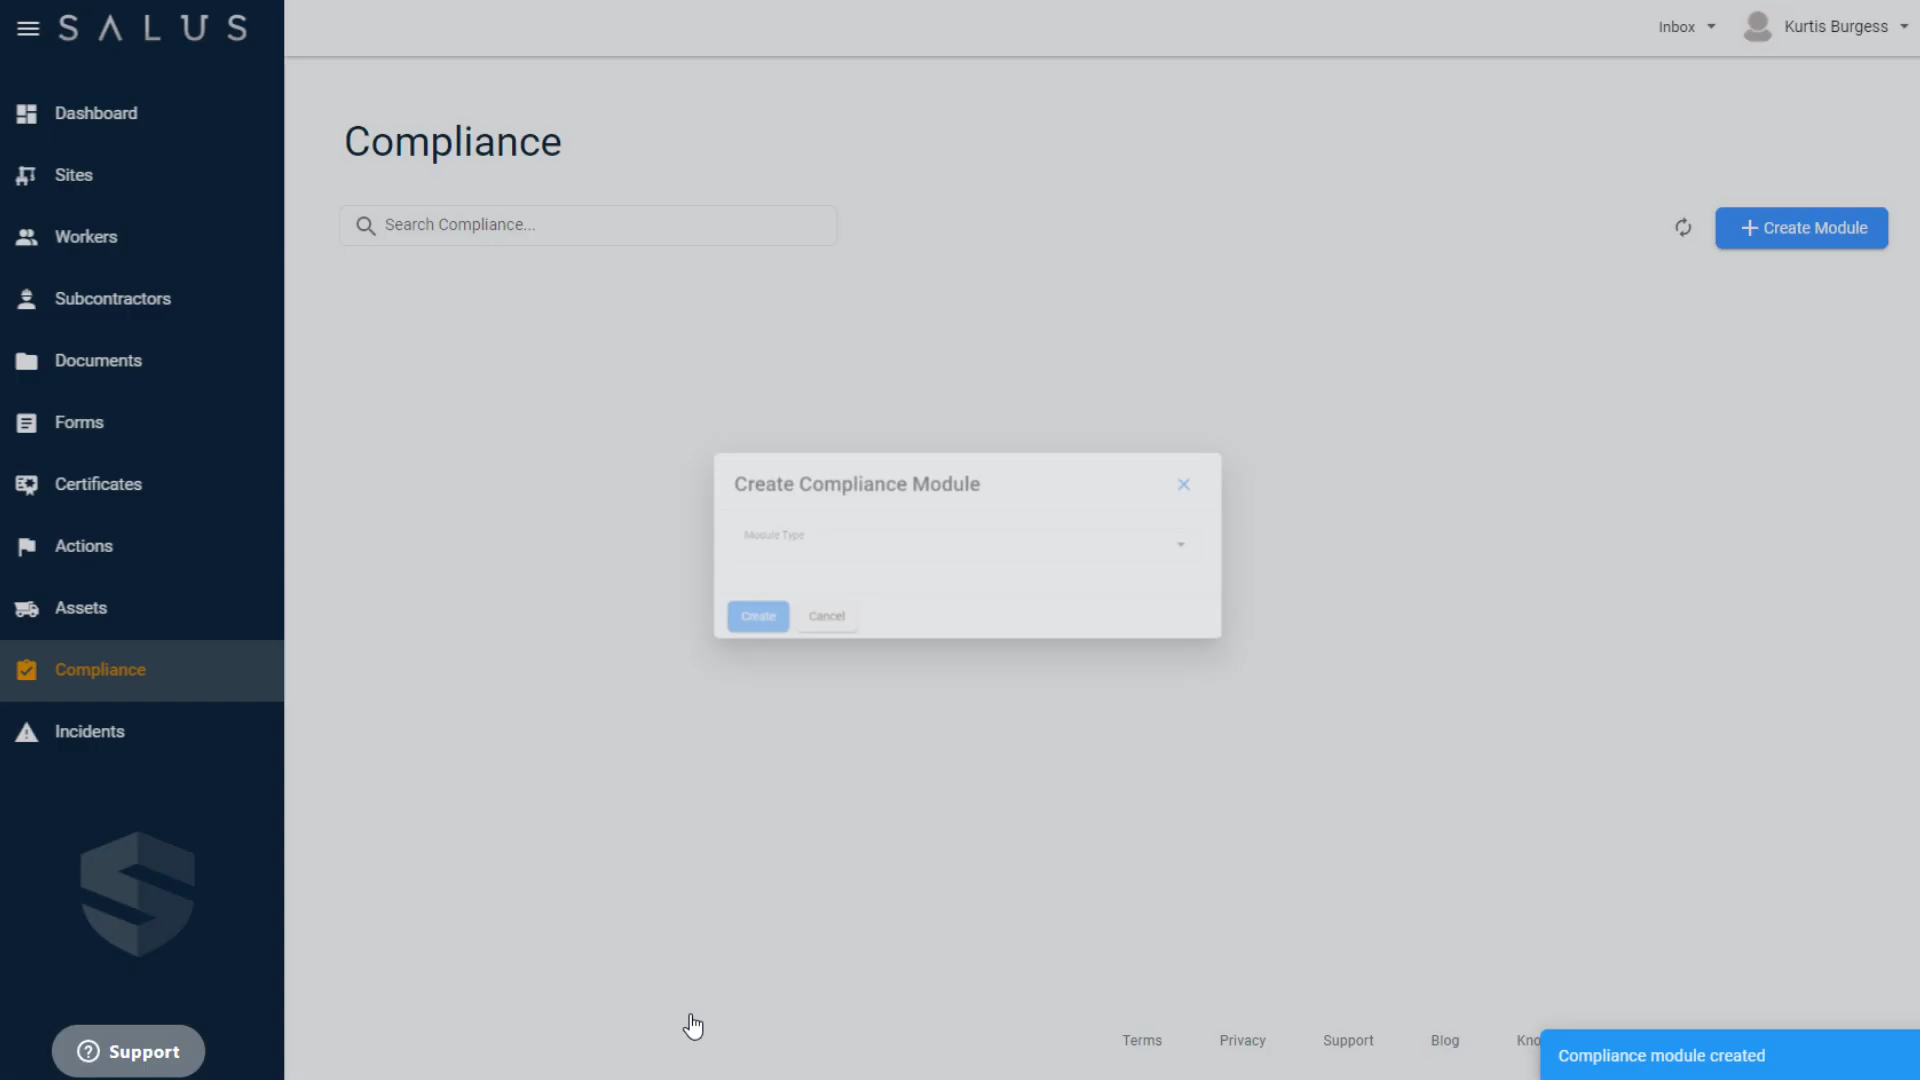 SALUS
Inbox
Kurtis Burgess
Dashboard
Sites
Workers
Subcontractors
Documents
Forms
Certificates
Actions
Assets
Compliance
Incidents
Support
Compliance
Search Compliance...
Create Module
Create Compliance Module
Module Type
Create
Cancel
Terms
Privacy
Support
Blog
Kno
Compliance module created